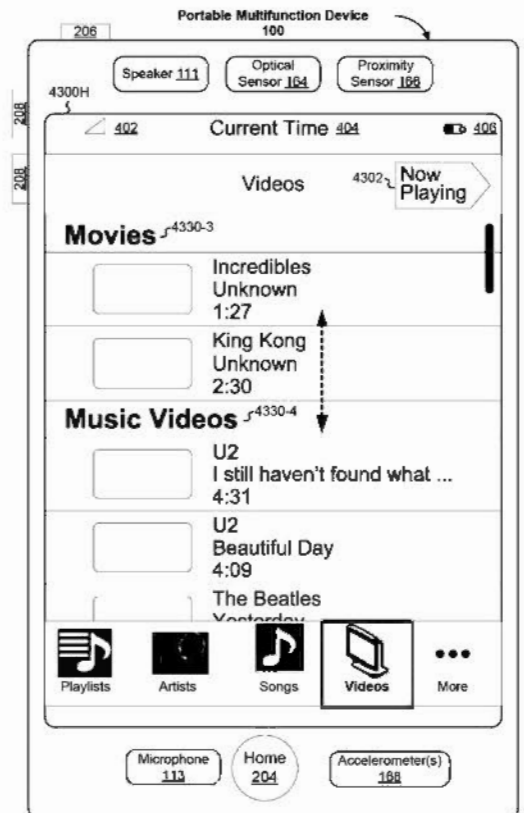 Portable Multifunction Device
100
206
Speaker 111
Optical
Sensor 164
Proximity
Sensor 166
4300H
208
402
Current Time 404
406
208
Videos
4302
Now
Playing
Movies 4330-3
Incredibles
Unknown
1:27
King Kong
Unknown
2:30
Music Videos 4330-4
U2
I still haven't found what ...
4:31
U2
Beautiful Day
4:09
The Beatles
Yesterday
Playlists
Artists
Songs
Videos
More
Microphone
113
Home
204
Accelerometer(s)
168